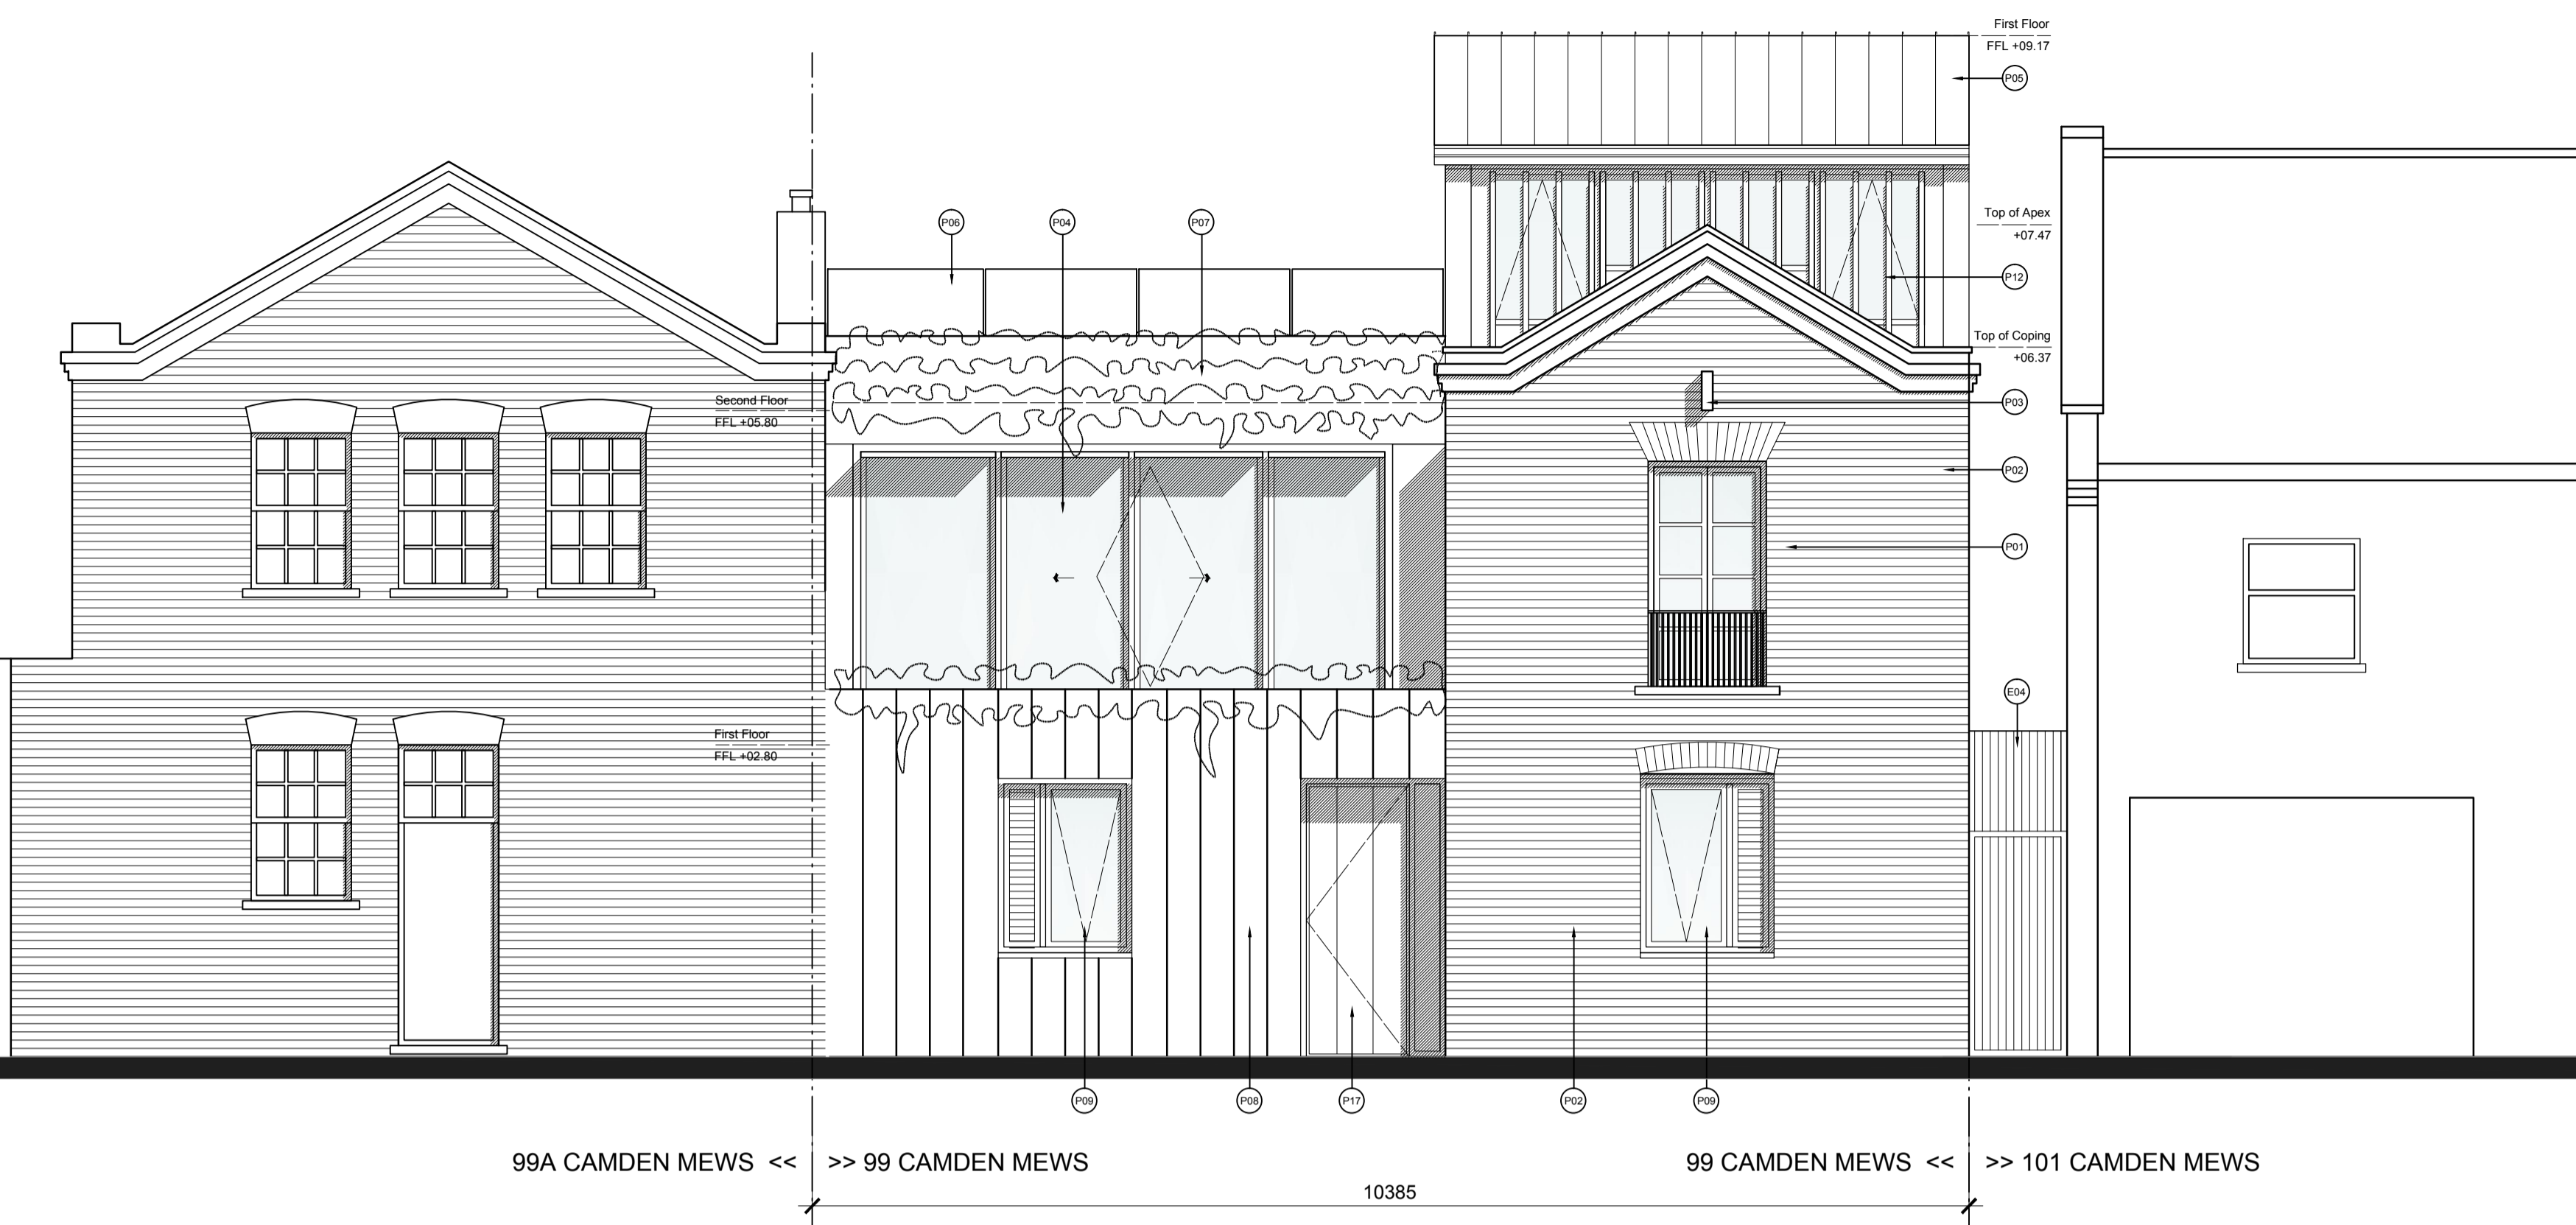 First Floor
FFL +09.17
P05
Top of Apex
+07.47
P06
P04
P07
P12
Top of Coping
+06.37
Second Floor
FFL +05.80
P03
P02
P01
E04
First Floor
FFL +02.80
P09
P08
P17
P02
P09
99A CAMDEN MEWS <<
>> 99 CAMDEN MEWS
99 CAMDEN MEWS <<
>> 101 CAMDEN MEWS
10385